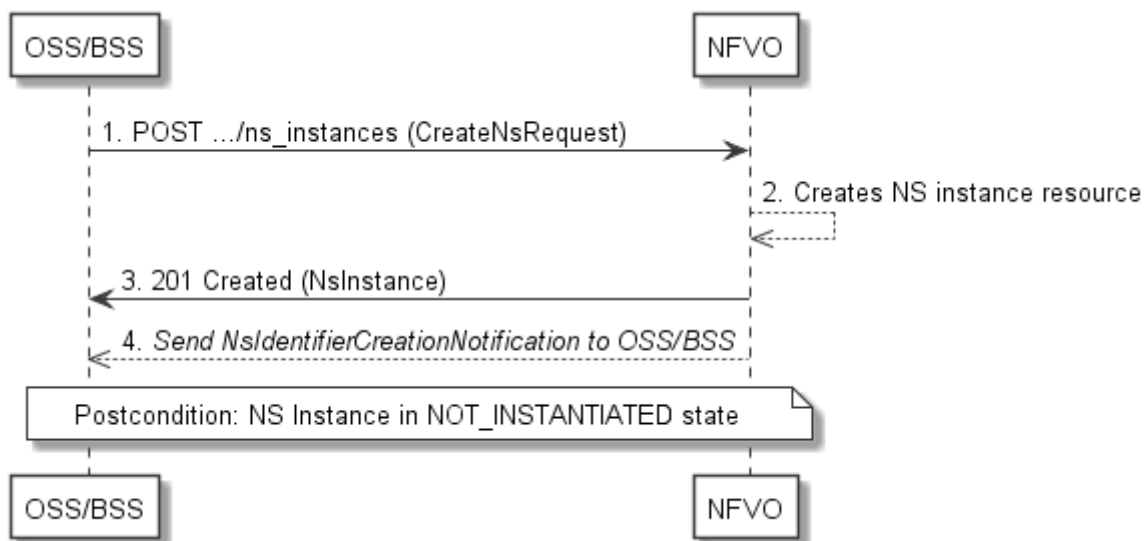 OSS/BSS
NFVO
1. POST .../ns_instances (CreateNsRequest)
2. Creates NS instance resource
3. 201 Created (NsInstance)
4. Send NsIdentifierCreationNotification to OSS/BSS
Postcondition: NS Instance in NOT_INSTANTIATED state
OSS/BSS
NFVO